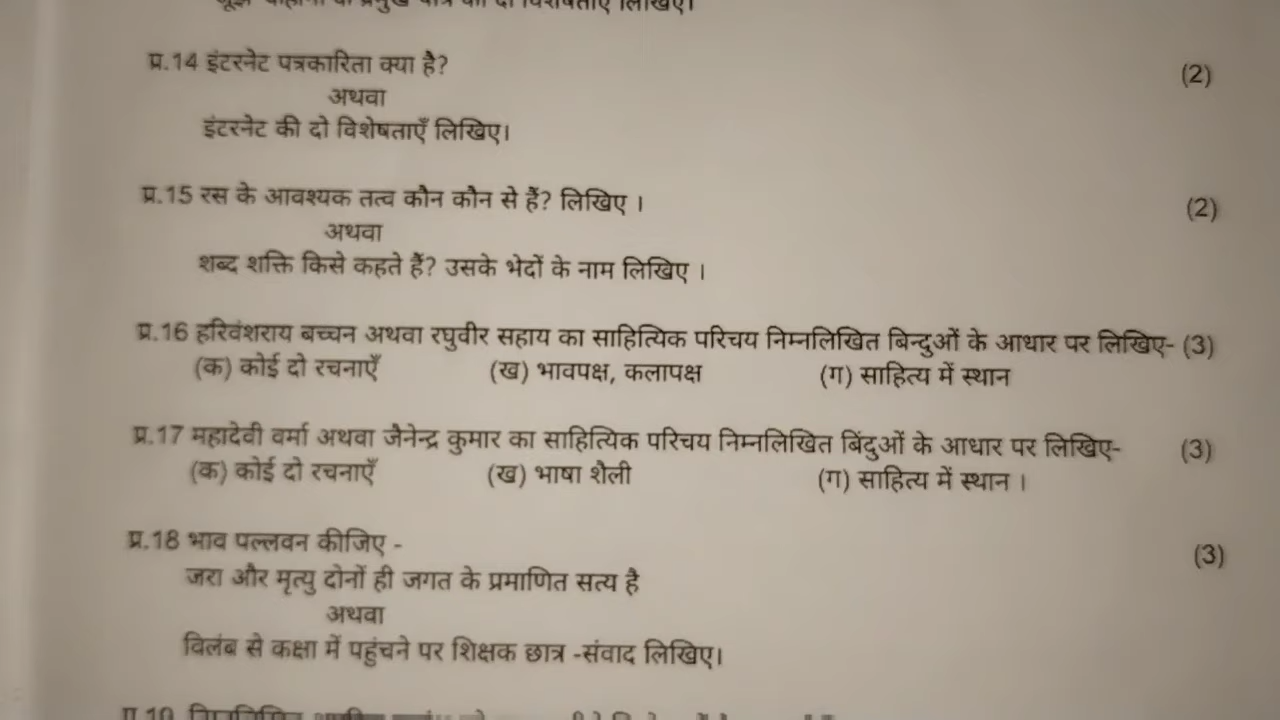 विशेषताएँ लिखिए।
प्र.14 इंटरनेट पत्रकारिता क्या है? (2)
अथवा
इंटरनेट की दो विशेषताएँ लिखिए।
प्र.15 रस के आवश्यक तत्व कौन कौन से हैं? लिखिए । (2)
अथवा
शब्द शक्ति किसे कहते हैं? उसके भेदों के नाम लिखिए ।
प्र.16 हरिवंशराय बच्चन अथवा रघुवीर सहाय का साहित्यिक परिचय निम्नलिखित बिन्दुओं के आधार पर लिखिए- (3)
(क) कोई दो रचनाएँ (ख) भावपक्ष, कलापक्ष (ग) साहित्य में स्थान
प्र.17 महादेवी वर्मा अथवा जैनेन्द्र कुमार का साहित्यिक परिचय निम्नलिखित बिंदुओं के आधार पर लिखिए- (3)
(क) कोई दो रचनाएँ (ख) भाषा शैली (ग) साहित्य में स्थान ।
प्र.18 भाव पल्लवन कीजिए - (3)
जरा और मृत्यु दोनों ही जगत के प्रमाणित सत्य है
अथवा
विलंब से कक्षा में पहुंचने पर शिक्षक छात्र -संवाद लिखिए।